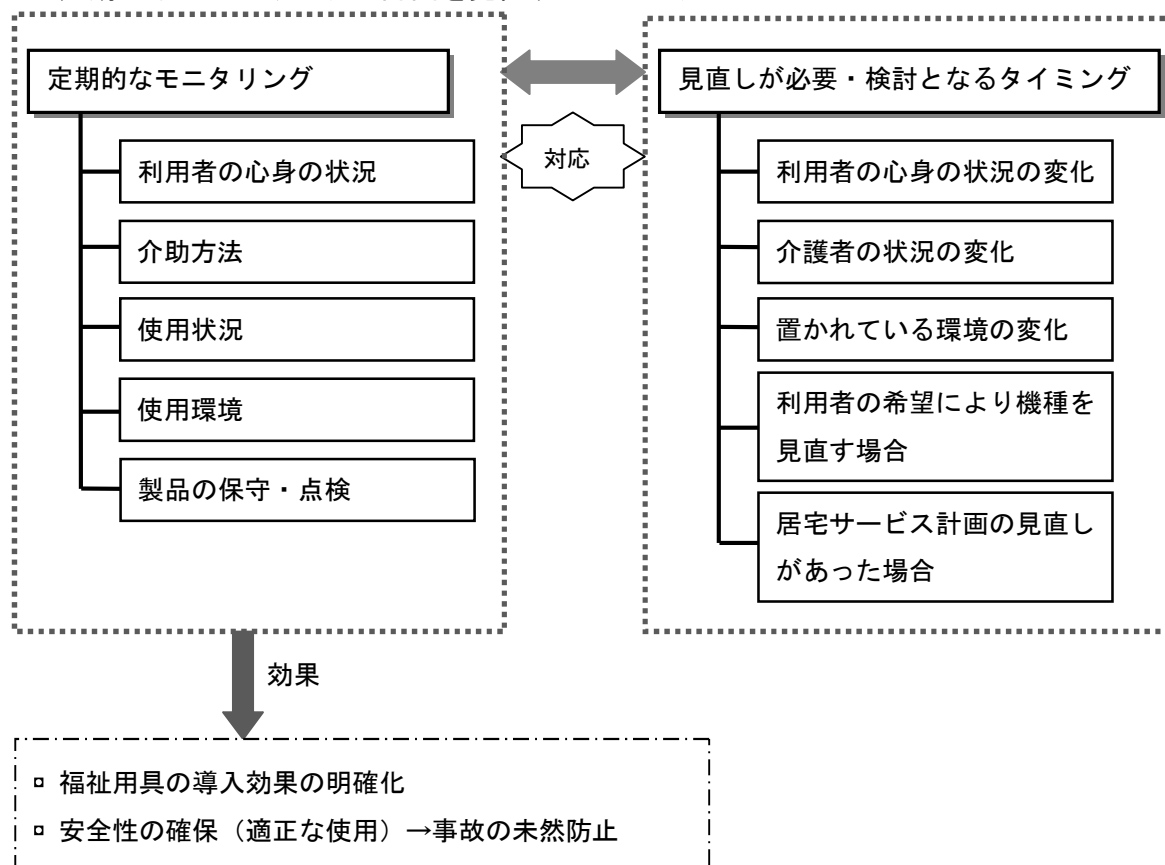 定期的なモニタリング
利用者の心身の状況
介助方法
使用状況
使用環境
製品の保守・点検
対応
見直しが必要・検討となるタイミング
利用者の心身の状況の変化
介護者の状況の変化
置かれている環境の変化
利用者の希望により機種を
見直す場合
居宅サービス計画の見直し
があった場合
効果
¤ 福祉用具の導入効果の明確化
¤ 安全性の確保（適正な使用）→事故の未然防止